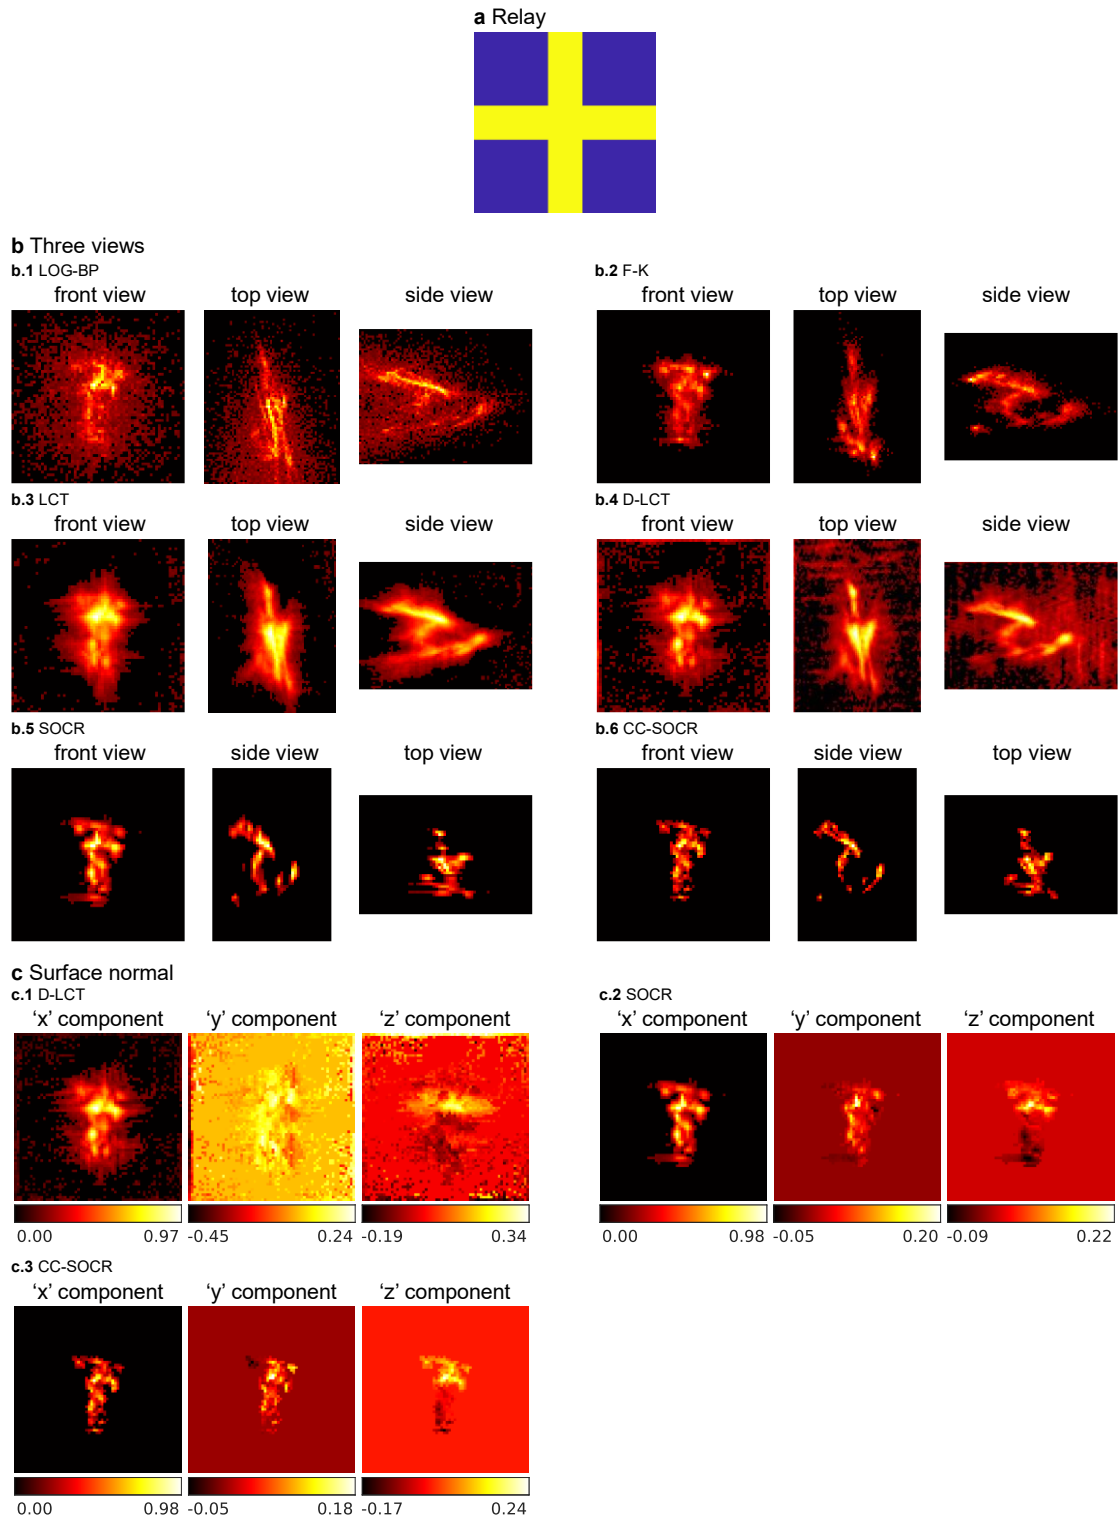 a Relay
b Three views
b.1 LOG-BP
front view top view side view
b.2 F-K
front view top view side view
b.3 LCT
front view top view side view
b.4 D-LCT
front view top view side view
b.5 SOCR
front view side view top view
b.6 CC-SOCR
front view side view top view
c Surface normal
c.1 D-LCT
‘x’ component ‘y’ component ‘z’ component
0.00 0.97 -0.45 0.24 -0.19 0.34
c.2 SOCR
‘x’ component ‘y’ component ‘z’ component
0.00 0.98 -0.05 0.20 -0.09 0.22
c.3 CC-SOCR
‘x’ component ‘y’ component ‘z’ component
0.00 0.98 -0.05 0.18 -0.17 0.24